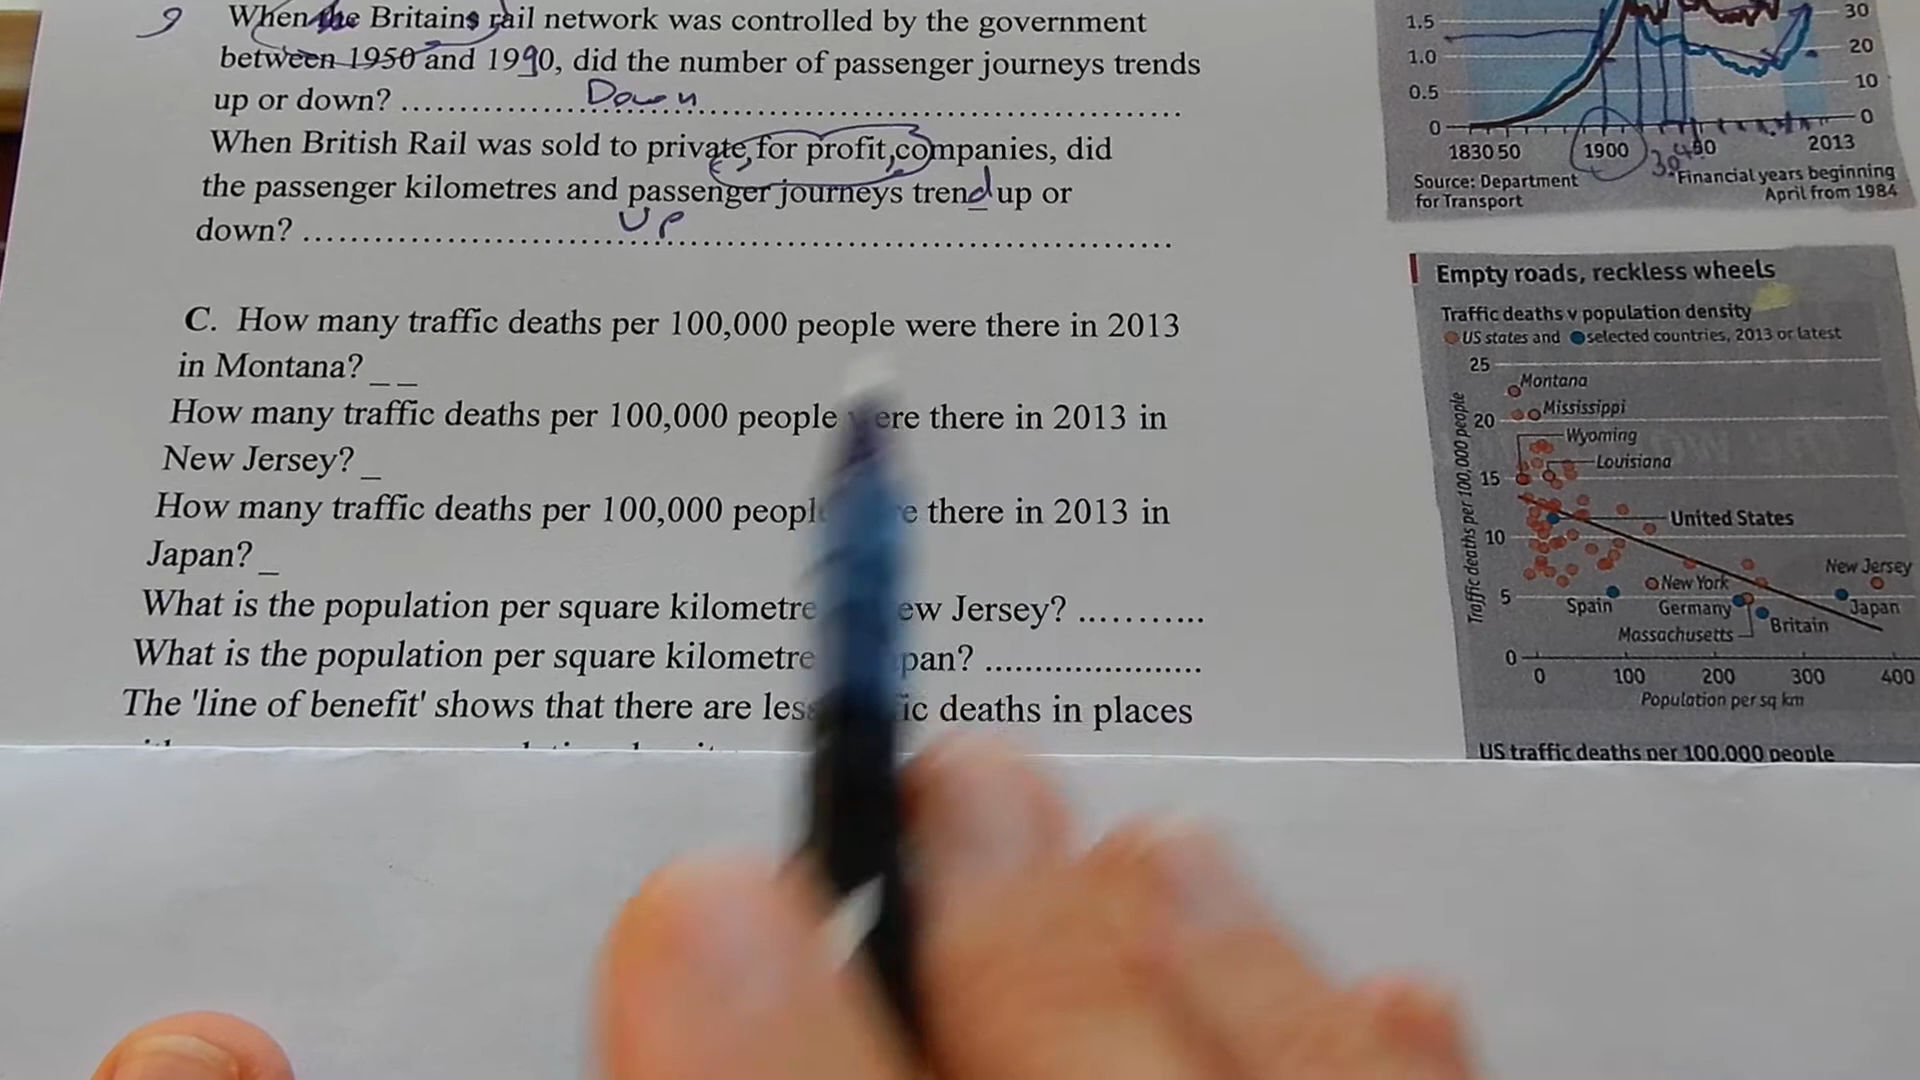 9 When the Britains rail network was controlled by the government
between 1950 and 1990, did the number of passenger journeys trends
up or down? .......... Down ..........
When British Rail was sold to private, for profit, companies, did
the passenger kilometres and passenger journeys trend up or
down? .......... Up ..........
C. How many traffic deaths per 100,000 people were there in 2013
in Montana? _ _
How many traffic deaths per 100,000 people were there in 2013 in
New Jersey? _
How many traffic deaths per 100,000 there in 2013 in
Japan? _
What is the population per square kilometre Jersey? ...........
What is the population per square kilometre ......................
The 'line of benefit' shows that there are deaths in places
1.5
1.0
0.5
0
30
20
10
0
1830 50 1900 2013
Source: Department
for Transport
Financial years beginning
April from 1984
Empty roads, reckless wheels
Traffic deaths v population density
US states and selected countries, 2013 or latest
Traffic deaths per 100,000 people
25
20
15
10
5
0
Montana
Mississippi
Wyoming
Louisiana
United States
New Jersey
New York
Spain
Germany
Japan
Britain
Massachusetts
0 100 200 300 400
Population per sq km
US traffic deaths per 100,000 people